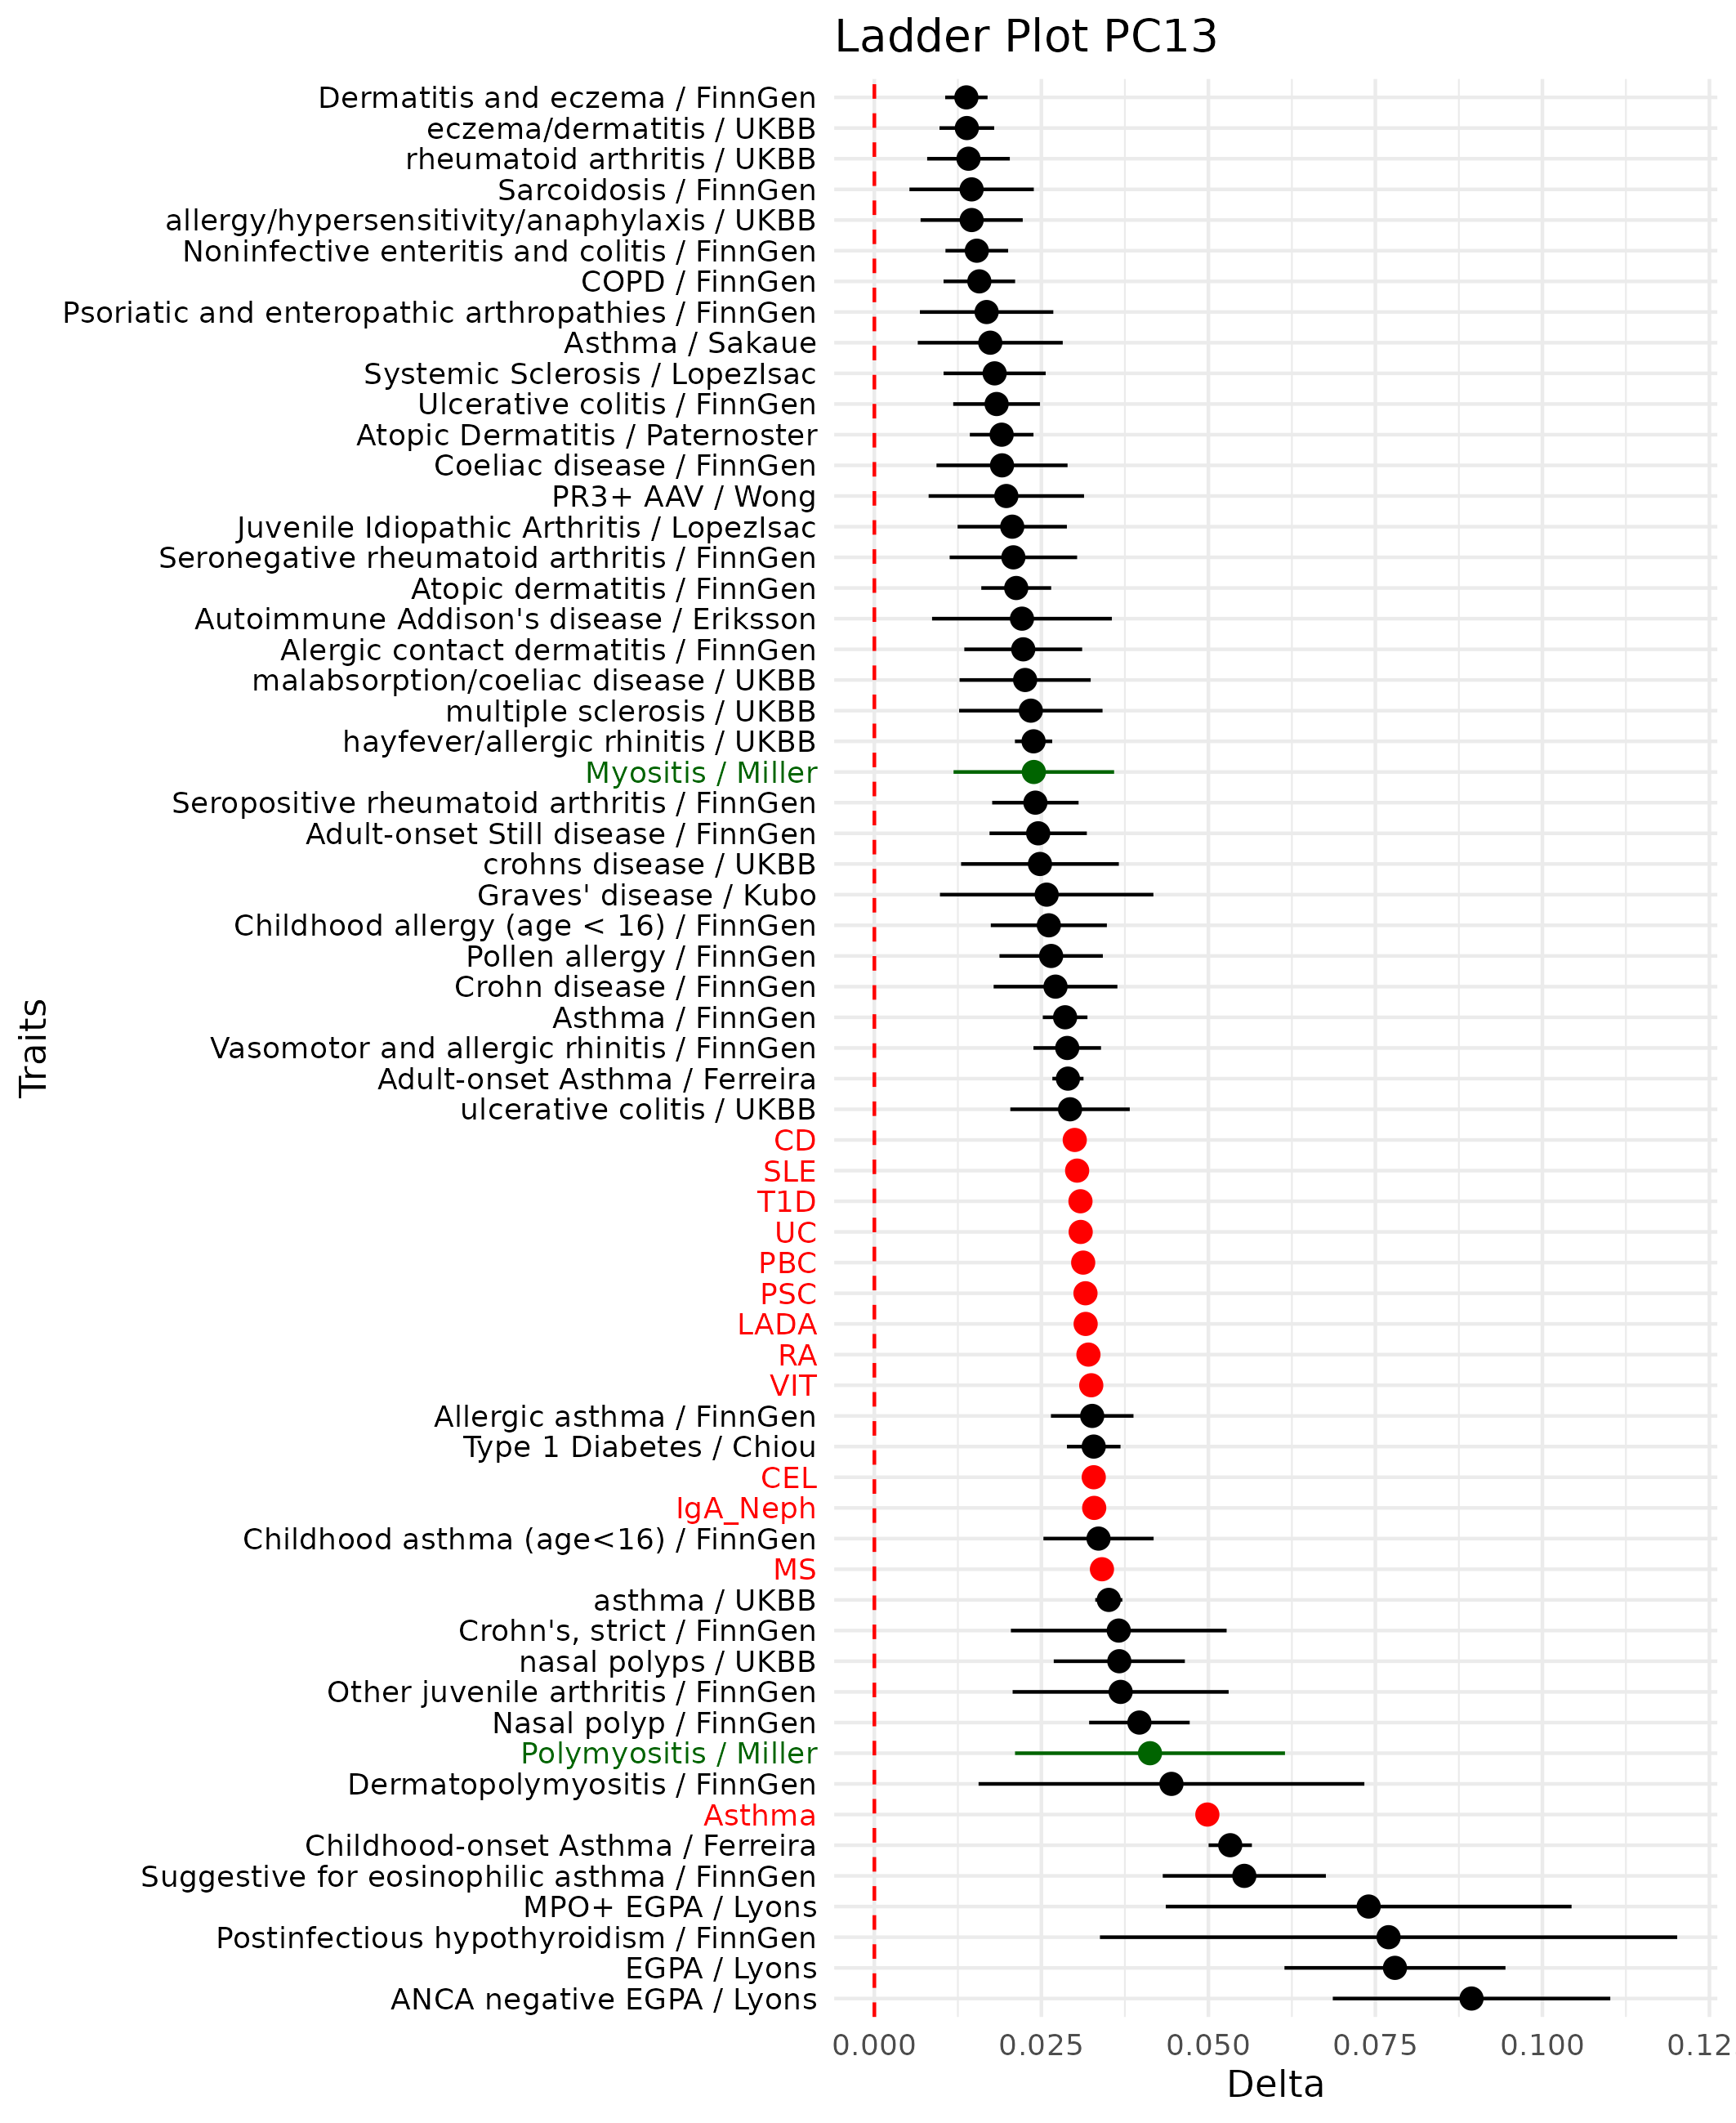 Ladder Plot PC13
Dermatitis and eczema / FinnGen
eczema/dermatitis / UKBB
rheumatoid arthritis / UKBB
Sarcoidosis / FinnGen
allergy/hypersensitivity/anaphylaxis / UKBB
Noninfective enteritis and colitis / FinnGen
COPD / FinnGen
Psoriatic and enteropathic arthropathies / FinnGen
Asthma / Sakaue
Systemic Sclerosis / LopezIsac
Ulcerative colitis / FinnGen
Atopic Dermatitis / Paternoster
Coeliac disease / FinnGen
PR3+ AAV / Wong
Juvenile Idiopathic Arthritis / LopezIsac
Seronegative rheumatoid arthritis / FinnGen
Atopic dermatitis / FinnGen
Autoimmune Addison's disease / Eriksson
Alergic contact dermatitis / FinnGen
malabsorption/coeliac disease / UKBB
multiple sclerosis / UKBB
hayfever/allergic rhinitis / UKBB
Myositis / Miller
Seropositive rheumatoid arthritis / FinnGen
Adult-onset Still disease / FinnGen
crohns disease / UKBB
Graves' disease / Kubo
Childhood allergy (age < 16) / FinnGen
Pollen allergy / FinnGen
Crohn disease / FinnGen
Asthma / FinnGen
Vasomotor and allergic rhinitis / FinnGen
Adult-onset Asthma / Ferreira
ulcerative colitis / UKBB
CD
SLE
T1D
UC
PBC
PSC
LADA
RA
VIT
Allergic asthma / FinnGen
Type 1 Diabetes / Chiou
CEL
IgA_Neph
Childhood asthma (age<16) / FinnGen
MS
asthma / UKBB
Crohn's, strict / FinnGen
nasal polyps / UKBB
Other juvenile arthritis / FinnGen
Nasal polyp / FinnGen
Polymyositis / Miller
Dermatopolymyositis / FinnGen
Asthma
Childhood-onset Asthma / Ferreira
Suggestive for eosinophilic asthma / FinnGen
MPO+ EGPA / Lyons
Postinfectious hypothyroidism / FinnGen
EGPA / Lyons
ANCA negative EGPA / Lyons
Traits
0.000 0.025 0.050 0.075 0.100 0.12
Delta